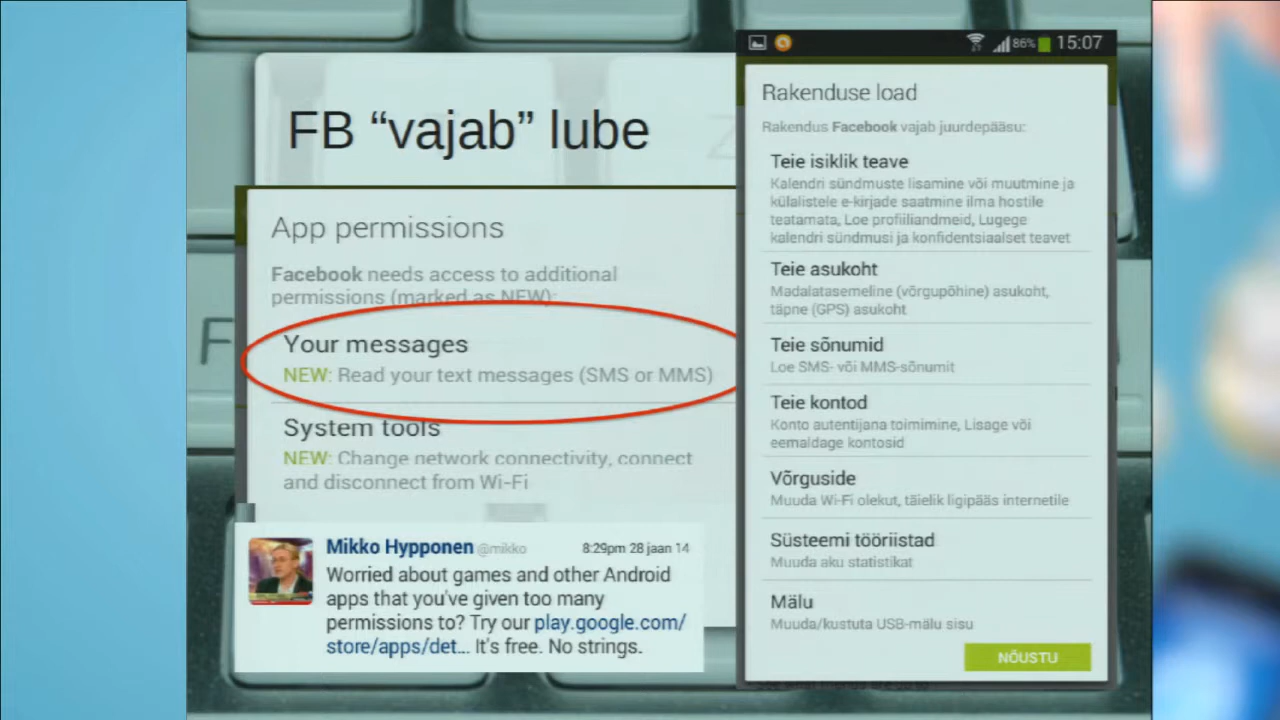 FB “vajab” lube
App permissions
Facebook needs access to additional
permissions (marked as NEW):
Your messages
NEW: Read your text messages (SMS or MMS)
System tools
NEW: Change network connectivity, connect
and disconnect from Wi-Fi
Mikko Hypponen @mikko 8:29pm 28 jaan 14
Worried about games and other Android
apps that you've given too many
permissions to? Try our play.google.com/
store/apps/det... It's free. No strings.
86% 15:07
Rakenduse load
Rakendus Facebook vajab juurdepääsu:
Teie isiklik teave
Kalendri sündmuste lisamine või muutmine ja
külalistele e-kirjade saatmine ilma hostile
teatamata, Loe profiiliandmeid, Lugege
kalendri sündmusi ja konfidentsiaalset teavet
Teie asukoht
Madalatasemeline (võrgupõhine) asukoht,
täpne (GPS) asukoht
Teie sõnumid
Loe SMS- või MMS-sõnumit
Teie kontod
Konto autentijana toimimine, Lisage või
eemaldage kontosid
Võrguside
Muuda Wi-Fi olekut, täielik ligipääs internetile
Süsteemi tööriistad
Muuda aku statistikat
Mälu
Muuda/kustuta USB-mälu sisu
NÕUSTU
F
Z